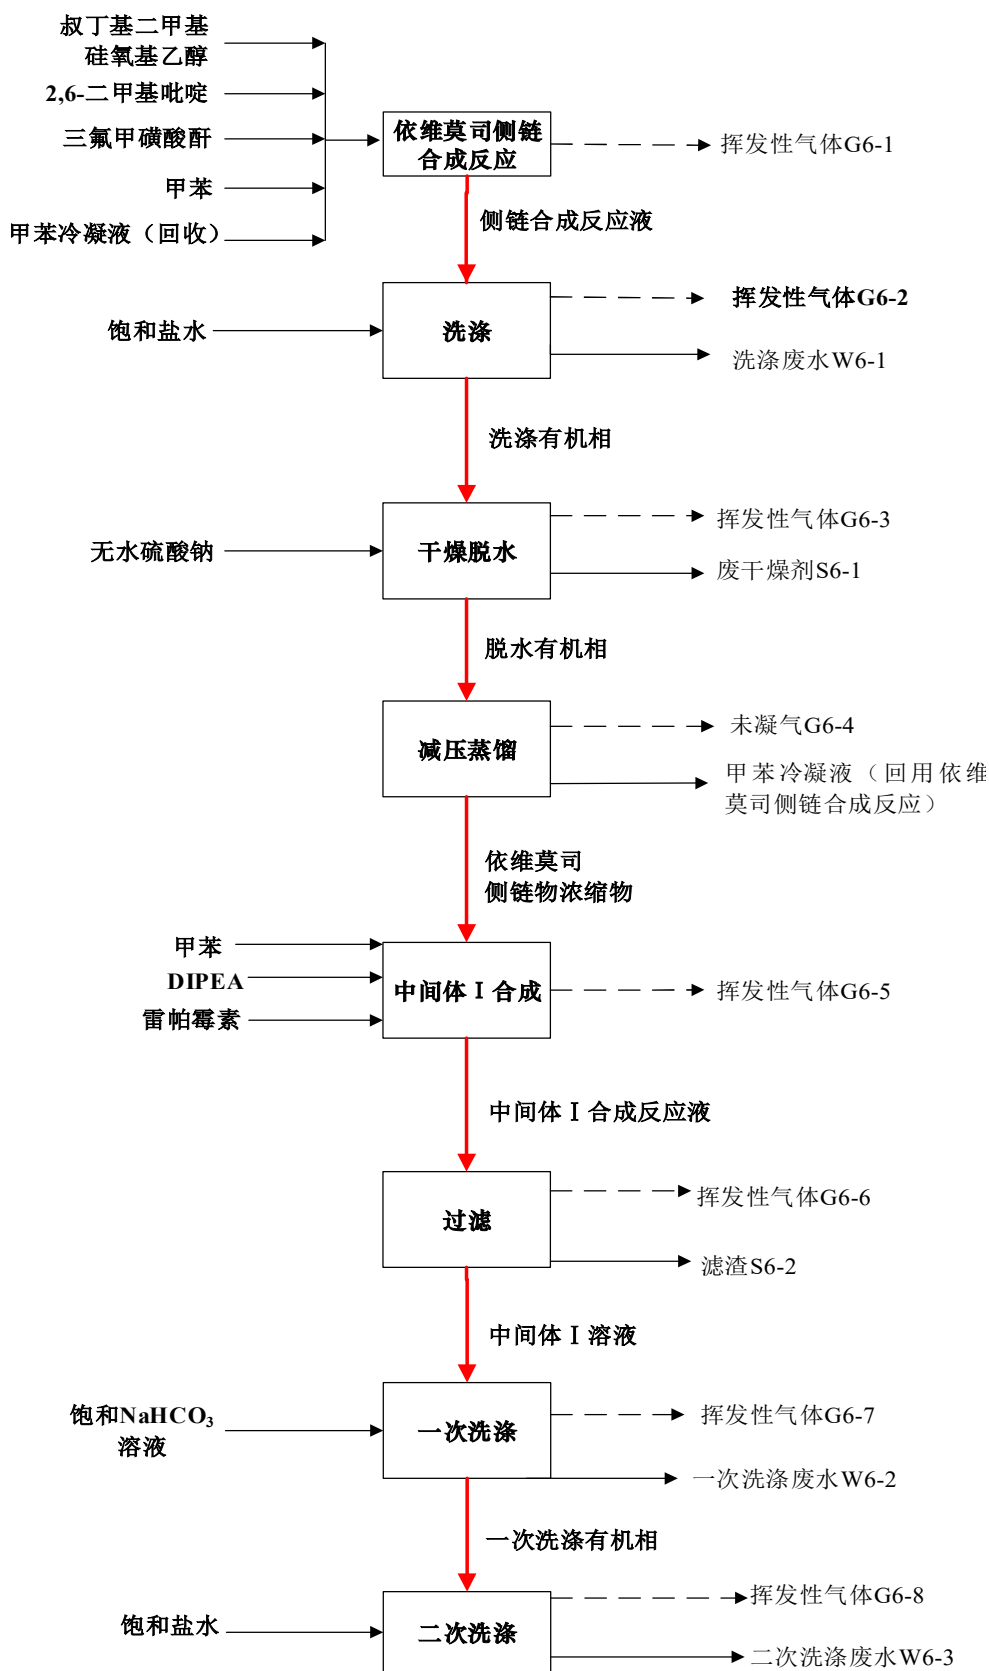 叔丁基二甲基
硅氧基乙醇
2,6-二甲基吡啶
三氟甲磺酸酐
甲苯
甲苯冷凝液（回收）
依维莫司侧链
合成反应
挥发性气体G6-1
侧链合成反应液
饱和盐水
洗涤
挥发性气体G6-2
洗涤废水W6-1
洗涤有机相
无水硫酸钠
干燥脱水
挥发性气体G6-3
废干燥剂S6-1
脱水有机相
减压蒸馏
未凝气G6-4
甲苯冷凝液（回用依维
莫司侧链合成反应）
依维莫司
侧链物浓缩物
甲苯
DIPEA
雷帕霉素
中间体Ⅰ合成
挥发性气体G6-5
中间体Ⅰ合成反应液
过滤
挥发性气体G6-6
滤渣S6-2
中间体Ⅰ溶液
饱和NaHCO₃
溶液
一次洗涤
挥发性气体G6-7
一次洗涤废水W6-2
一次洗涤有机相
饱和盐水
二次洗涤
挥发性气体G6-8
二次洗涤废水W6-3